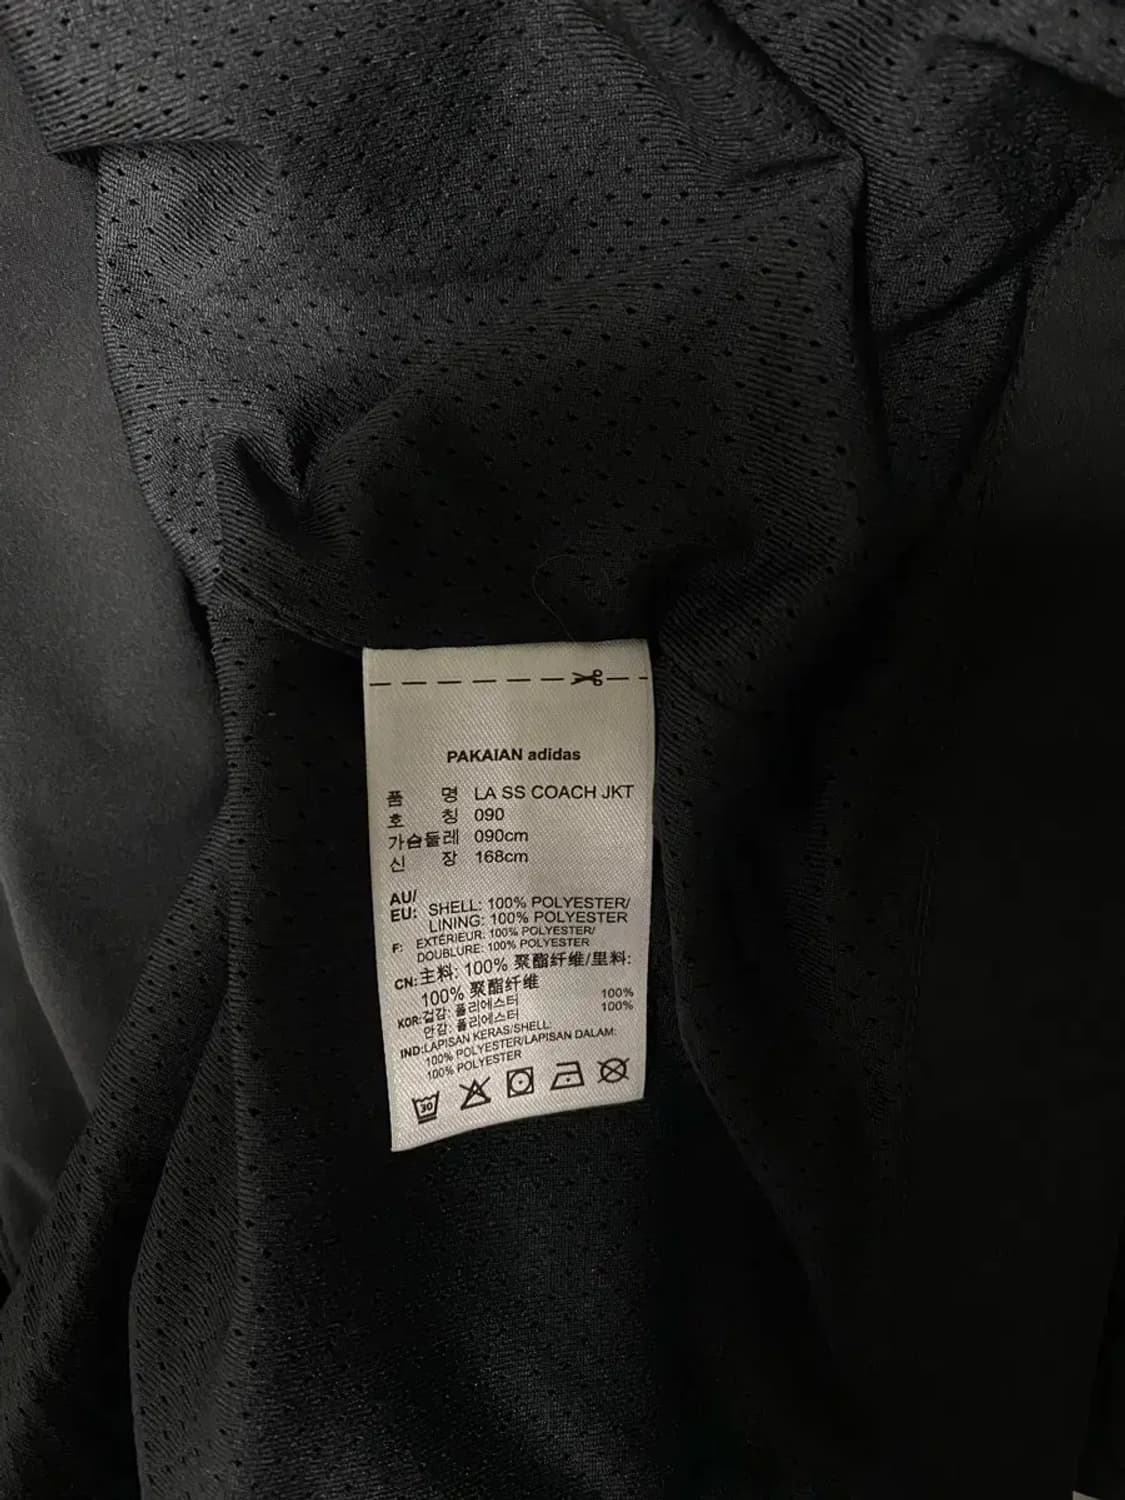 PAKAIAN adidas
품 명 LA SS COACH JKT
호 칭 090
가슴둘레 090cm
신 장 168cm
AU/
EU: SHELL: 100% POLYESTER/
LINING: 100% POLYESTER
F: EXTÉRIEUR: 100% POLYESTER/
DOUBLURE: 100% POLYESTER
CN: 主料: 100% 聚酯纤维/里料:
100% 聚酯纤维
KOR: 겉감: 폴리에스터 100%
안감: 폴리에스터 100%
IND: LAPISAN KERAS/SHELL:
100% POLYESTER/LAPISAN DALAM:
100% POLYESTER
30